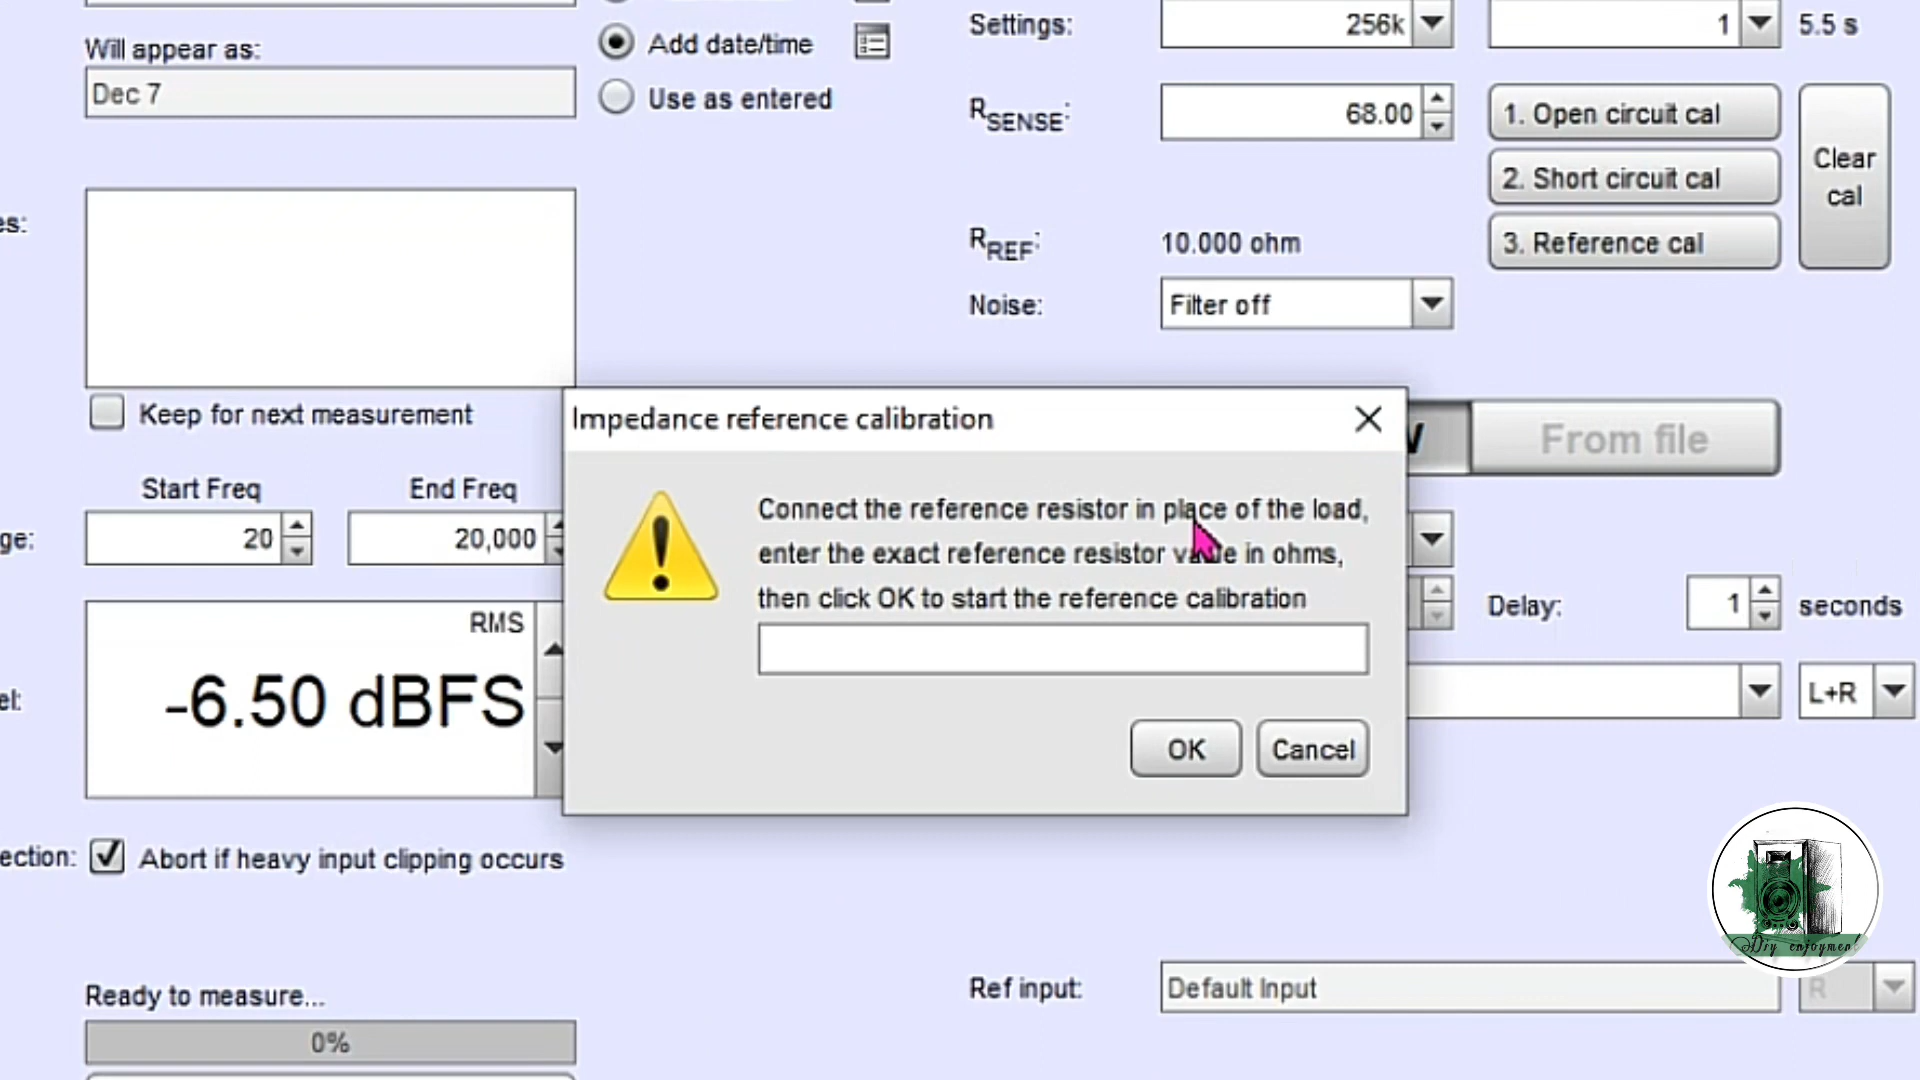 Will appear as:
Dec 7
Add date/time
Use as entered
Settings:
256k
1
5.5 s
RSENSE:
68.00
1. Open circuit cal
2. Short circuit cal
3. Reference cal
Clear
cal
RREF:
10.000 ohm
Noise:
Filter off
es:
Keep for next measurement
Start Freq
End Freq
ge:
20
20,000
RMS
-6.50 dBFS
el:
Impedance reference calibration
Connect the reference resistor in place of the load,
enter the exact reference resistor value in ohms,
then click OK to start the reference calibration
OK
Cancel
From file
Delay:
1
seconds
L+R
ection:
Abort if heavy input clipping occurs
Diy enjoyment
Ready to measure...
0%
Ref input:
Default Input
R